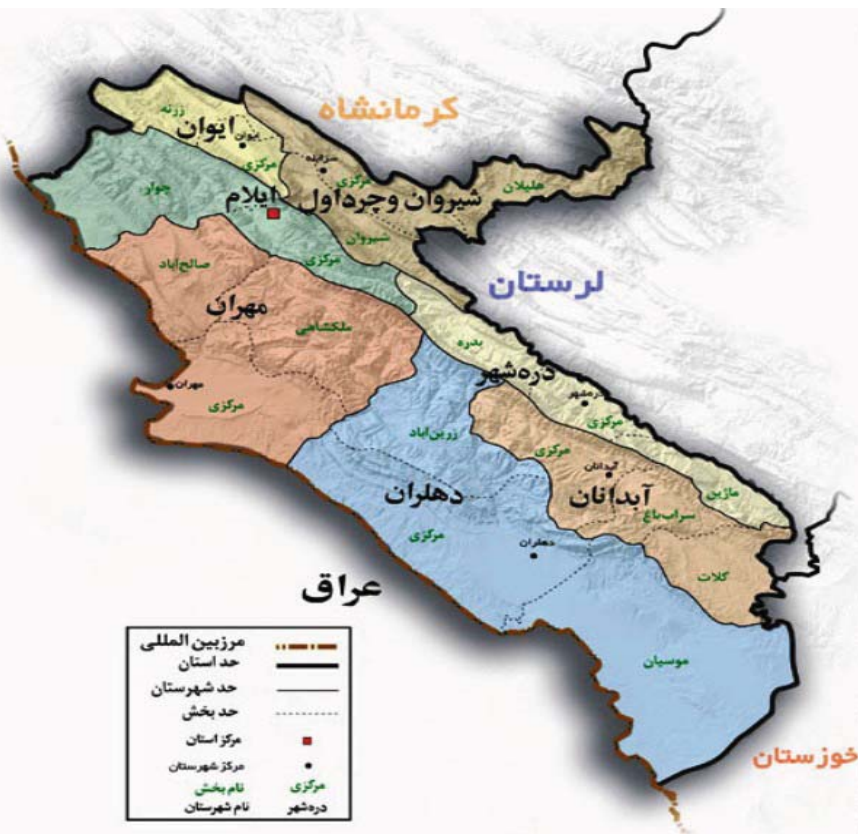 کرمانشاه
زرنه
ایوان
ایوان
مرکزی
سرابله
مرکزی
هلیلان
شیروان وچرداول
چوار
ایلام
شیروان
مرکزی
لرستان
صالح‌آباد
مهران
ملکشاهی
بدره
مهران
مرکزی
دره‌شهر
دره‌شهر
مرکزی
زرین‌آباد
مرکزی
آبدانان
ماژین
دهلران
آبدانان
سراب‌باغ
مرکزی
دهلران
کلات
عراق
موسیان
خوزستان
مرزبین المللی
حد استان
حد شهرستان
حد بخش
مرکز استان
مرکز شهرستان
نام بخش مرکزی
نام شهرستان دره‌شهر